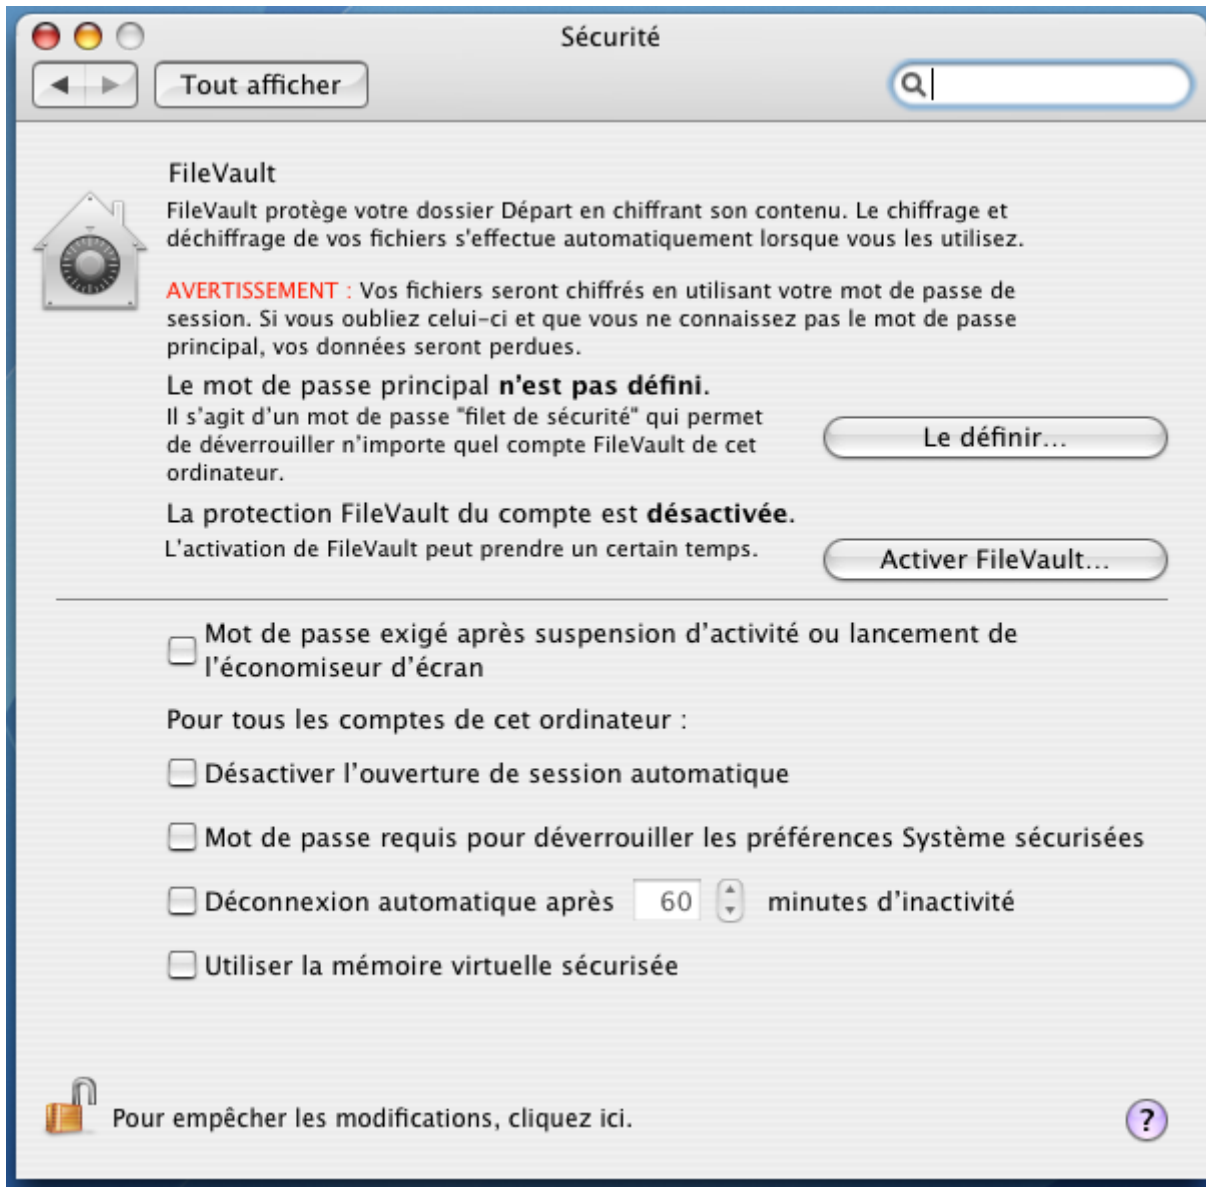 Sécurité
Tout afficher
FileVault
FileVault protège votre dossier Départ en chiffrant son contenu. Le chiffrage et
déchiffrage de vos fichiers s'effectue automatiquement lorsque vous les utilisez.
AVERTISSEMENT : Vos fichiers seront chiffrés en utilisant votre mot de passe de
session. Si vous oubliez celui-ci et que vous ne connaissez pas le mot de passe
principal, vos données seront perdues.
Le mot de passe principal n'est pas défini.
Il s'agit d'un mot de passe "filet de sécurité" qui permet
de déverrouiller n'importe quel compte FileVault de cet
ordinateur.
Le définir...
La protection FileVault du compte est désactivée.
L'activation de FileVault peut prendre un certain temps.
Activer FileVault...
Mot de passe exigé après suspension d'activité ou lancement de
l'économiseur d'écran
Pour tous les comptes de cet ordinateur :
Désactiver l'ouverture de session automatique
Mot de passe requis pour déverrouiller les préférences Système sécurisées
Déconnexion automatique après 60 minutes d'inactivité
Utiliser la mémoire virtuelle sécurisée
Pour empêcher les modifications, cliquez ici.
?